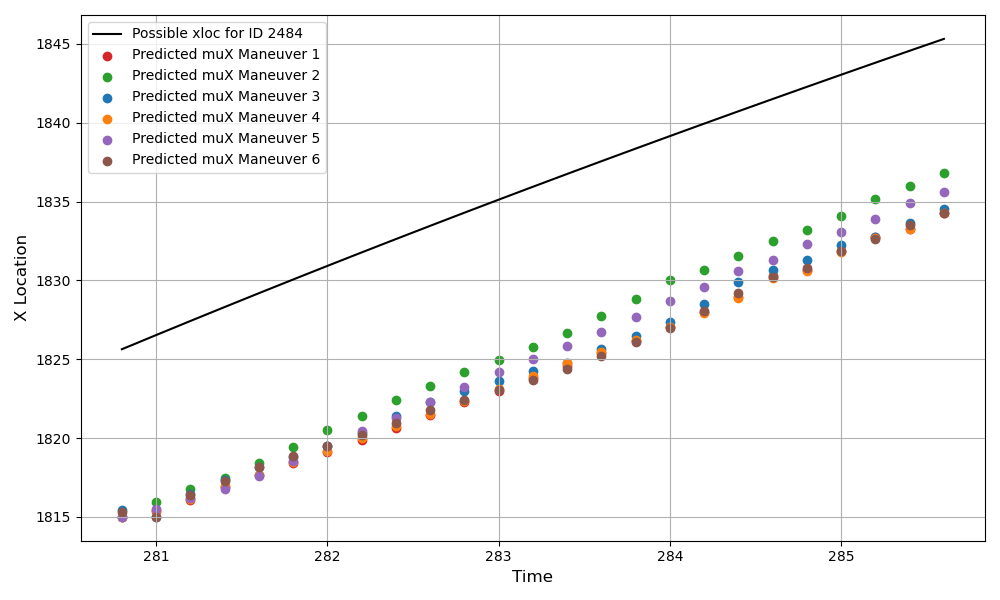 Possible xloc for ID 2484
Predicted muX Maneuver 1
Predicted muX Maneuver 2
Predicted muX Maneuver 3
Predicted muX Maneuver 4
Predicted muX Maneuver 5
Predicted muX Maneuver 6
1845
1840
1835
1830
1825
1820
1815
X Location
281 282 283 284 285
Time